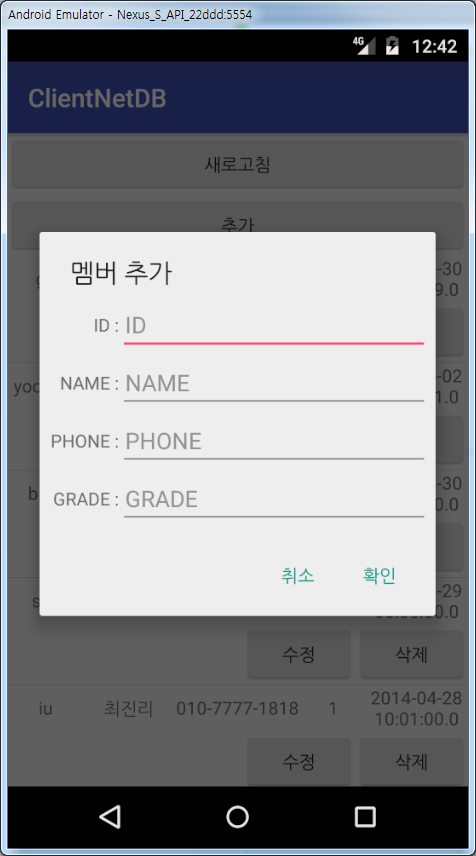 Android Emulator - Nexus_S_API_22ddd:5554
4G 12:42
ClientNetDB
새로고침
추가
멤버 추가
-30
9.0
ID : ID
-02
yoo
1.0
NAME : NAME
PHONE : PHONE
-30
0.0
GRADE : GRADE
-29
취소 확인
수정 삭제
iu 최진리 010-7777-1818 1 2014-04-28
10:01:00.0
수정 삭제